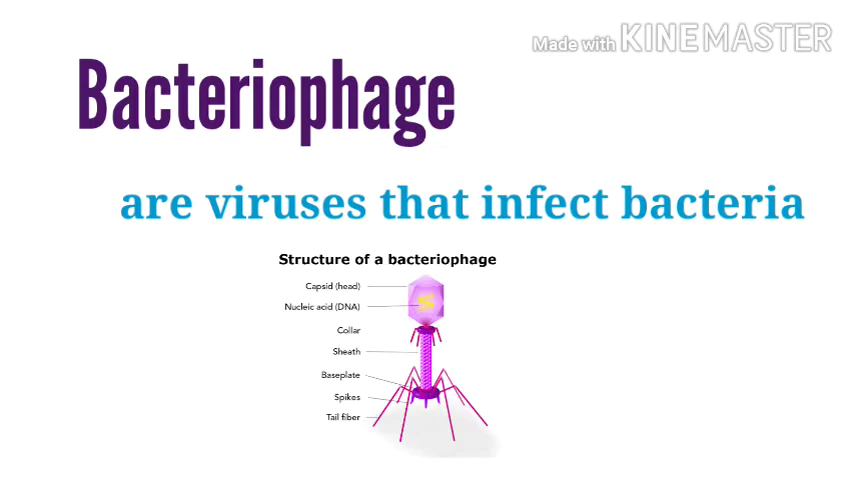 Made with KINEMASTER
Bacteriophage
are viruses that infect bacteria
Structure of a bacteriophage
Capsid (head)
Nucleic acid (DNA)
Collar
Sheath
Baseplate
Spikes
Tail fiber